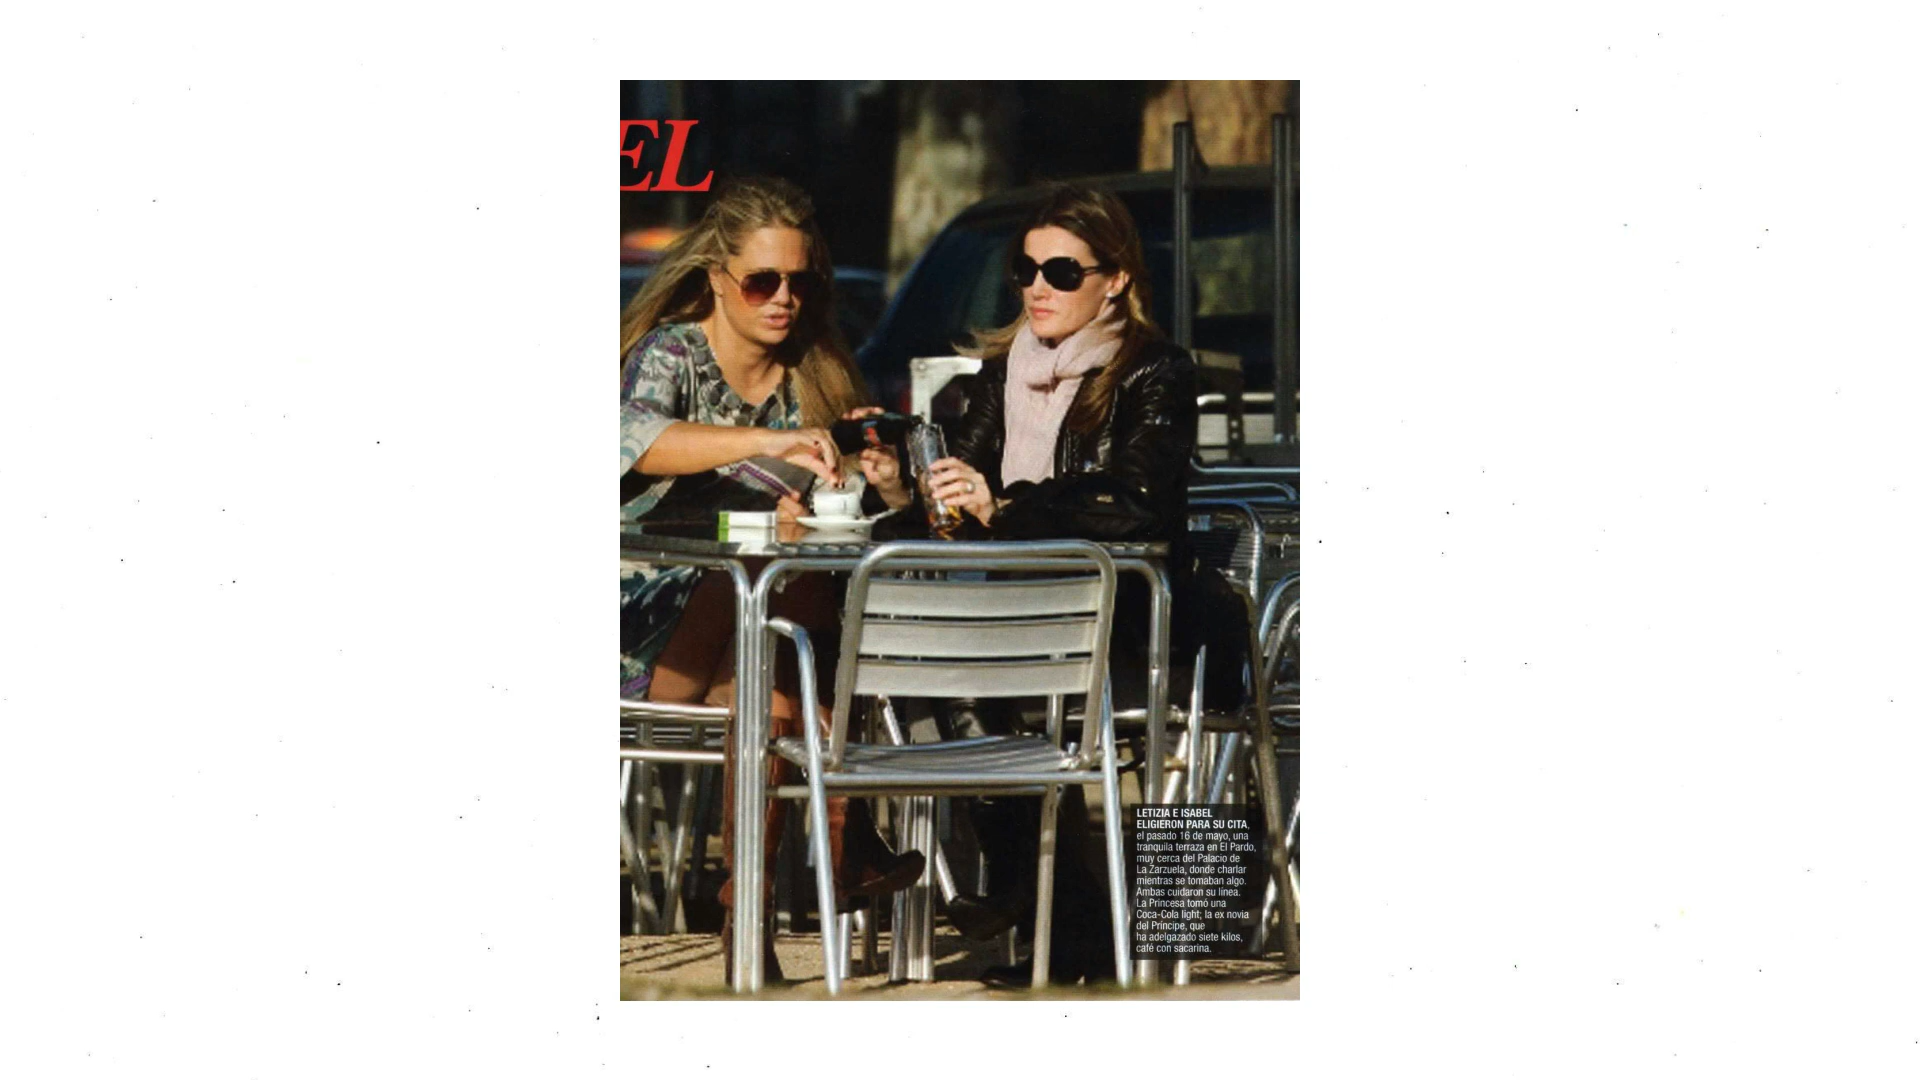 EL
LETIZIA E ISABEL
ELIGIERON PARA SU CITA,
el pasado 16 de mayo, una
tranquila terraza en El Pardo,
muy cerca del Palacio de
La Zarzuela, donde charlar
mientras se tomaban algo.
Ambas cuidaron su línea.
La Princesa tomó una
Coca-Cola light; la ex novia
del Príncipe, que
ha adelgazado siete kilos,
café con sacarina.